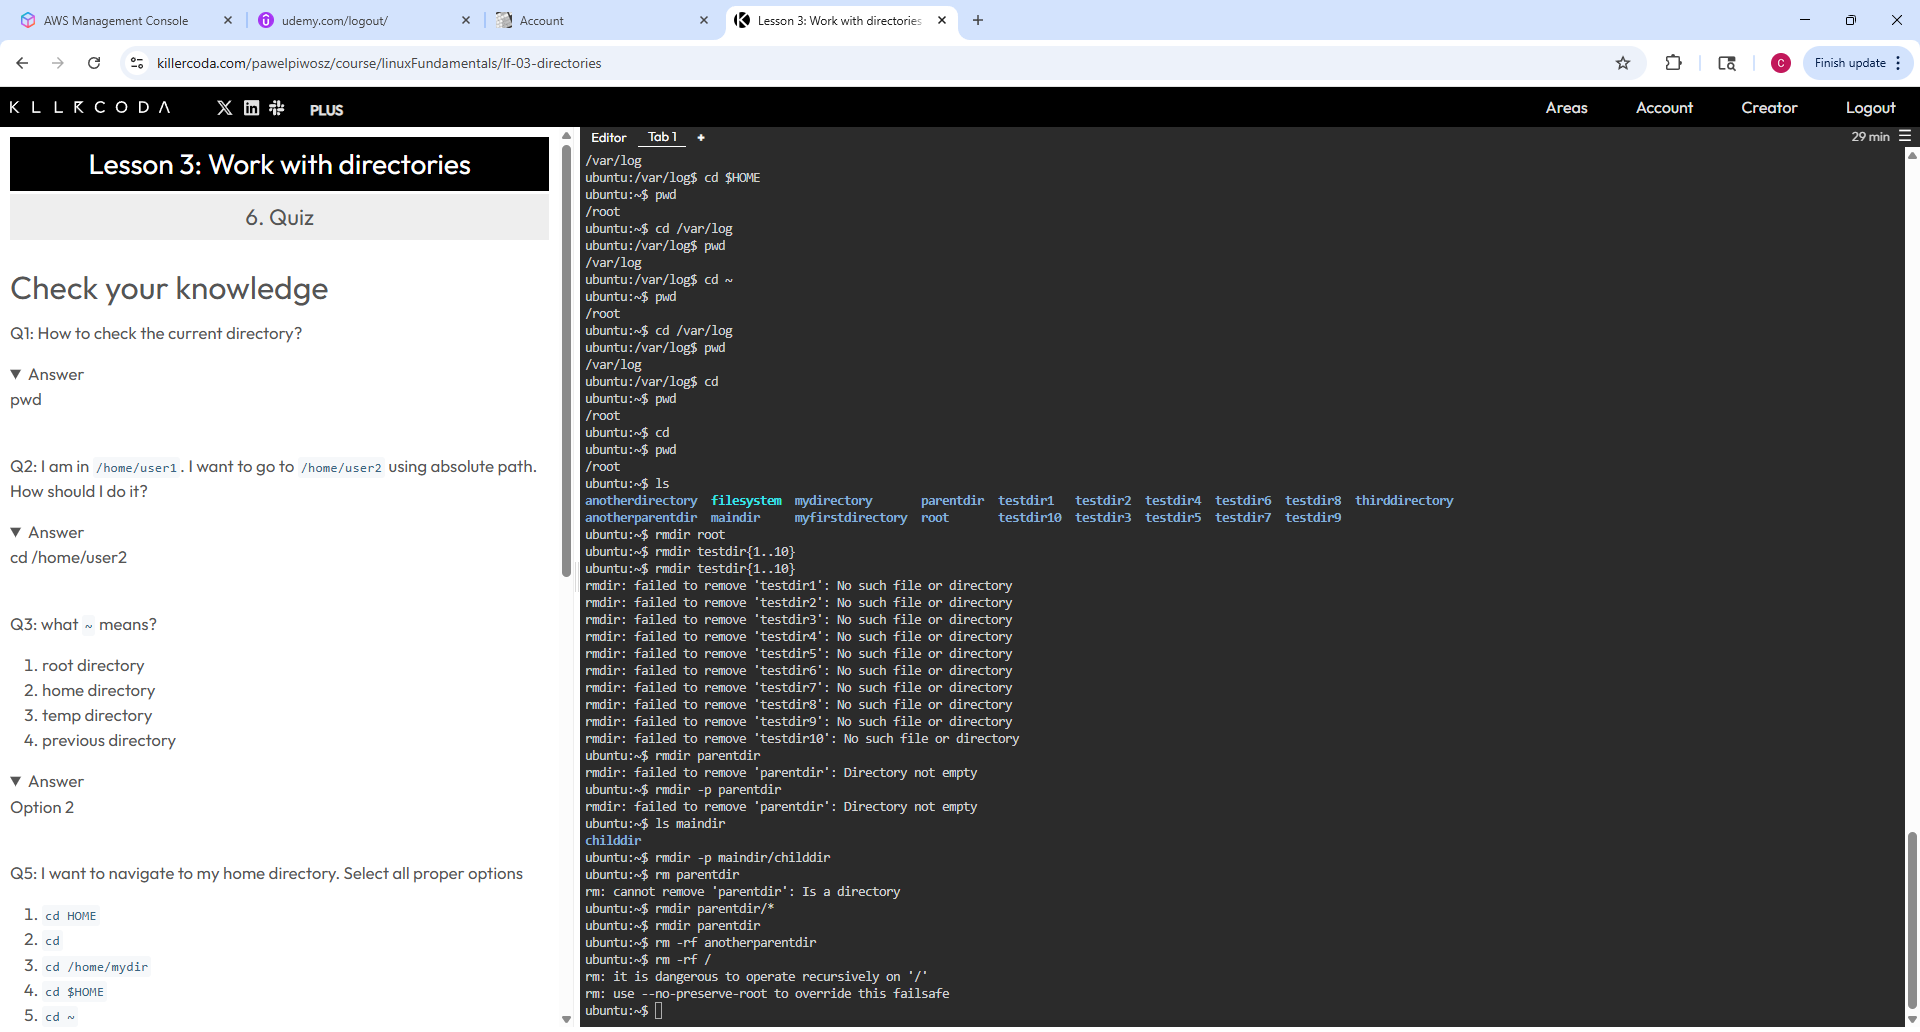 AWS Management Console
udemy.com/logout/
Account
Lesson 3: Work with directories
killercoda.com/pawelpiwosz/course/linuxFundamentals/lf-03-directories
C
Finish update
KILLERCODA
PLUS
Areas
Account
Creator
Logout
Lesson 3: Work with directories
6. Quiz
Check your knowledge
Q1: How to check the current directory?
▼ Answer
pwd
Q2: I am in /home/user1. I want to go to /home/user2 using absolute path.
How should I do it?
▼ Answer
cd /home/user2
Q3: what ~ means?
1. root directory
2. home directory
3. temp directory
4. previous directory
▼ Answer
Option 2
Q5: I want to navigate to my home directory. Select all proper options
1. cd HOME
2. cd
3. cd /home/mydir
4. cd $HOME
5. cd ~
Editor
Tab 1
+
29 min
/var/log
ubuntu:/var/log$ cd $HOME
ubuntu:~$ pwd
/root
ubuntu:~$ cd /var/log
ubuntu:/var/log$ pwd
/var/log
ubuntu:/var/log$ cd ~
ubuntu:~$ pwd
/root
ubuntu:~$ cd /var/log
ubuntu:/var/log$ pwd
/var/log
ubuntu:/var/log$ cd
ubuntu:~$ pwd
/root
ubuntu:~$ cd
ubuntu:~$ pwd
/root
ubuntu:~$ ls
anotherdirectory filesystem mydirectory parentdir testdir1 testdir2 testdir4 testdir6 testdir8 thirddirectory
anotherparentdir maindir myfirstdirectory root testdir10 testdir3 testdir5 testdir7 testdir9
ubuntu:~$ rmdir root
ubuntu:~$ rmdir testdir{1..10}
ubuntu:~$ rmdir testdir{1..10}
rmdir: failed to remove 'testdir1': No such file or directory
rmdir: failed to remove 'testdir2': No such file or directory
rmdir: failed to remove 'testdir3': No such file or directory
rmdir: failed to remove 'testdir4': No such file or directory
rmdir: failed to remove 'testdir5': No such file or directory
rmdir: failed to remove 'testdir6': No such file or directory
rmdir: failed to remove 'testdir7': No such file or directory
rmdir: failed to remove 'testdir8': No such file or directory
rmdir: failed to remove 'testdir9': No such file or directory
rmdir: failed to remove 'testdir10': No such file or directory
ubuntu:~$ rmdir parentdir
rmdir: failed to remove 'parentdir': Directory not empty
ubuntu:~$ rmdir -p parentdir
rmdir: failed to remove 'parentdir': Directory not empty
ubuntu:~$ ls maindir
childdir
ubuntu:~$ rmdir -p maindir/childdir
ubuntu:~$ rm parentdir
rm: cannot remove 'parentdir': Is a directory
ubuntu:~$ rmdir parentdir/*
ubuntu:~$ rmdir parentdir
ubuntu:~$ rm -rf anotherparentdir
ubuntu:~$ rm -rf /
rm: it is dangerous to operate recursively on '/'
rm: use --no-preserve-root to override this failsafe
ubuntu:~$